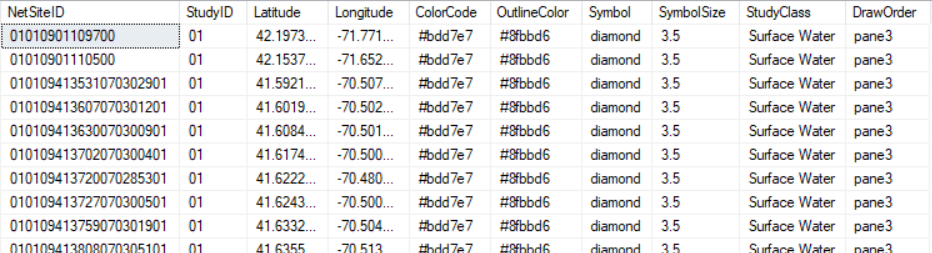 NetSiteID StudyID Latitude Longitude ColorCode OutlineColor Symbol SymbolSize StudyClass DrawOrder
01010901109700 01 42.1973... -71.771... #bdd7e7 #8fbbd6 diamond 3.5 Surface Water pane3
01010901110500 01 42.1537... -71.652... #bdd7e7 #8fbbd6 diamond 3.5 Surface Water pane3
010109413531070302901 01 41.5921... -70.507... #bdd7e7 #8fbbd6 diamond 3.5 Surface Water pane3
010109413607070301201 01 41.6019... -70.502... #bdd7e7 #8fbbd6 diamond 3.5 Surface Water pane3
010109413630070300901 01 41.6084... -70.501... #bdd7e7 #8fbbd6 diamond 3.5 Surface Water pane3
010109413702070300401 01 41.6174... -70.500... #bdd7e7 #8fbbd6 diamond 3.5 Surface Water pane3
010109413720070285301 01 41.6222... -70.480... #bdd7e7 #8fbbd6 diamond 3.5 Surface Water pane3
010109413727070300501 01 41.6243... -70.500... #bdd7e7 #8fbbd6 diamond 3.5 Surface Water pane3
010109413759070301901 01 41.6332... -70.504... #bdd7e7 #8fbbd6 diamond 3.5 Surface Water pane3
010109413808070305101 01 41.6355 -70.513 #bdd7e7 #8fbbd6 diamond 3.5 Surface Water pane3